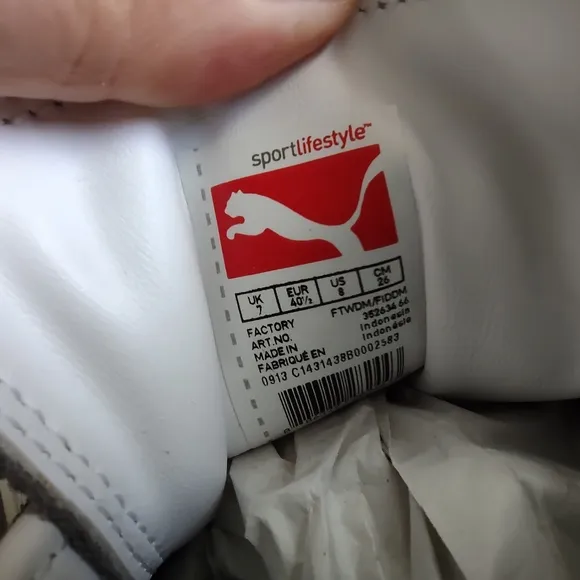 sportlifestyle™
UK EUR US CM
7 40½ 8 26
FACTORY FTWDM/FIDDM
ART.NO. 352634 66
MADE IN Indonesia
FABRIQUÉ EN Indonésie
0913 C1431438B0002583